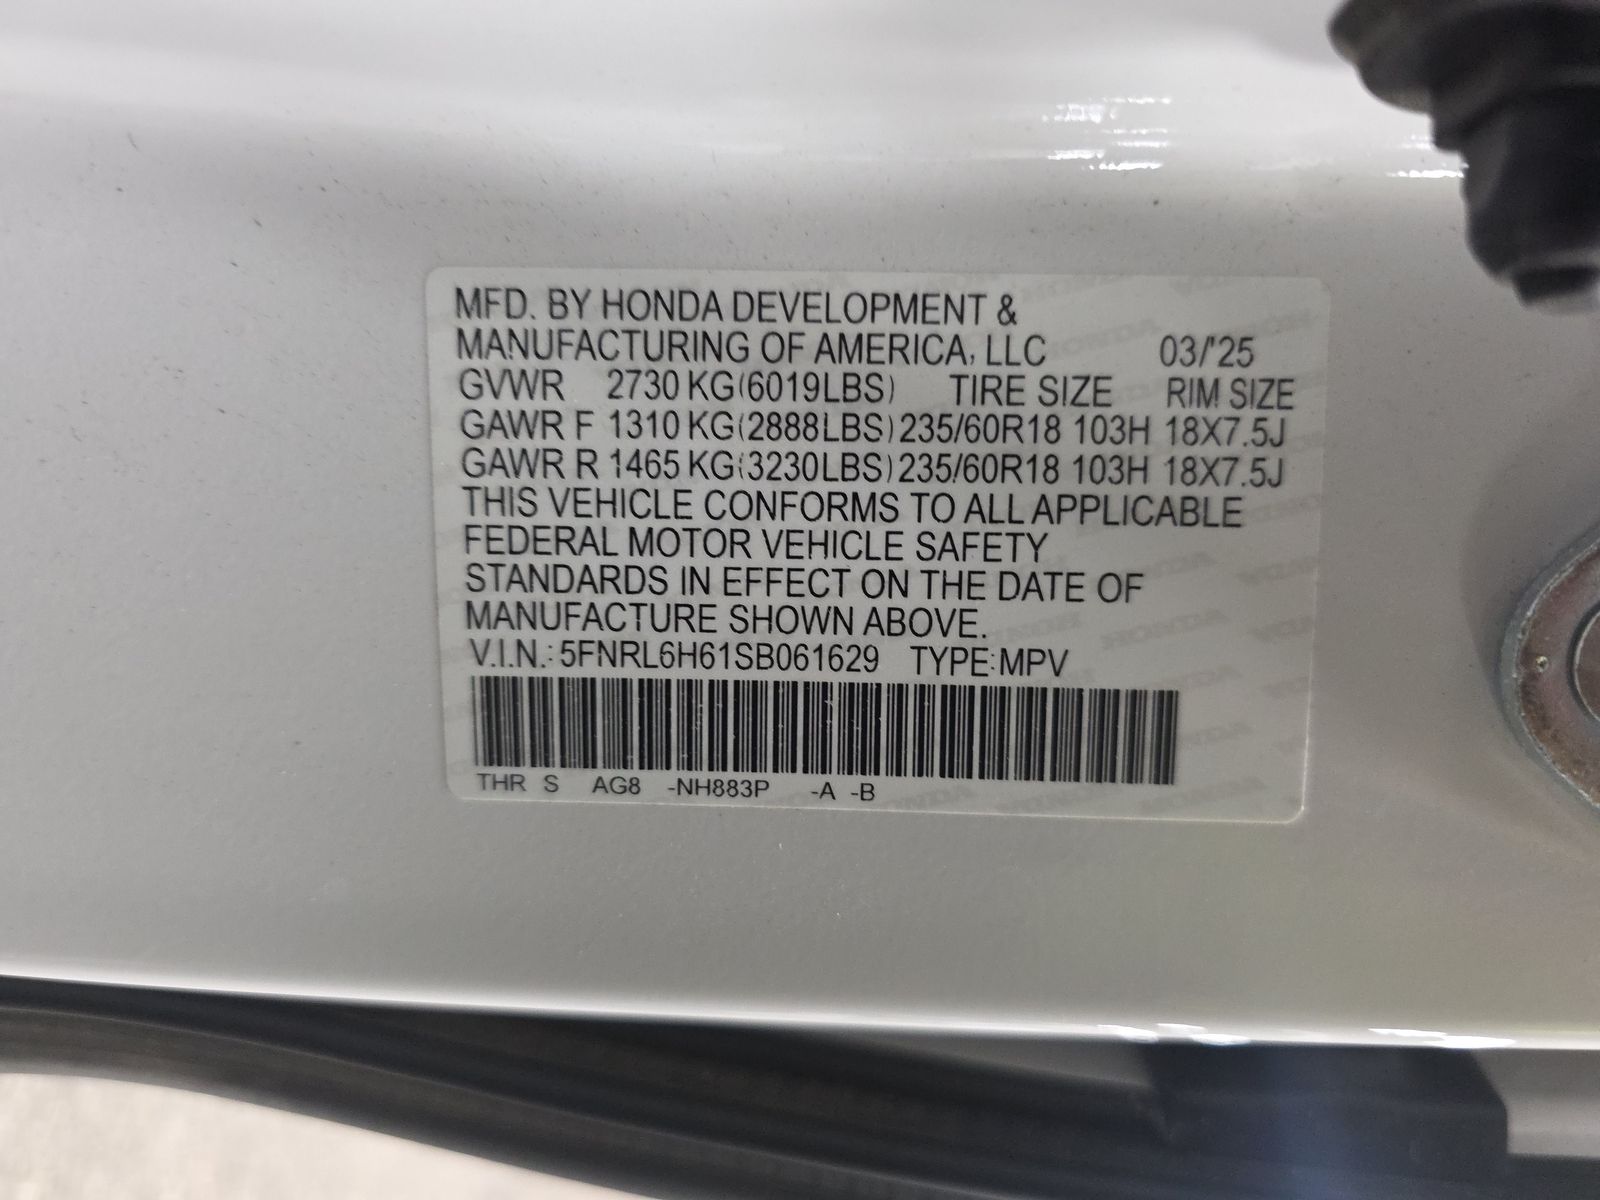 MFD. BY HONDA DEVELOPMENT &
MANUFACTURING OF AMERICA, LLC 03/'25
GVWR 2730 KG(6019LBS) TIRE SIZE RIM SIZE
GAWR F 1310 KG(2888LBS) 235/60R18 103H 18X7.5J
GAWR R 1465 KG(3230LBS) 235/60R18 103H 18X7.5J
THIS VEHICLE CONFORMS TO ALL APPLICABLE
FEDERAL MOTOR VEHICLE SAFETY
STANDARDS IN EFFECT ON THE DATE OF
MANUFACTURE SHOWN ABOVE.
V.I.N.: 5FNRL6H61SB061629 TYPE:MPV
THR S AG8 -NH883P -A -B